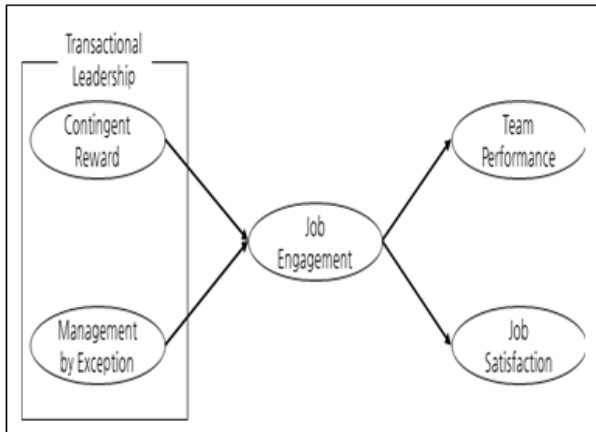 Transactional
Leadership
Contingent
Reward
Team
Performance
Job
Engagement
Management
by Exception
Job
Satisfaction